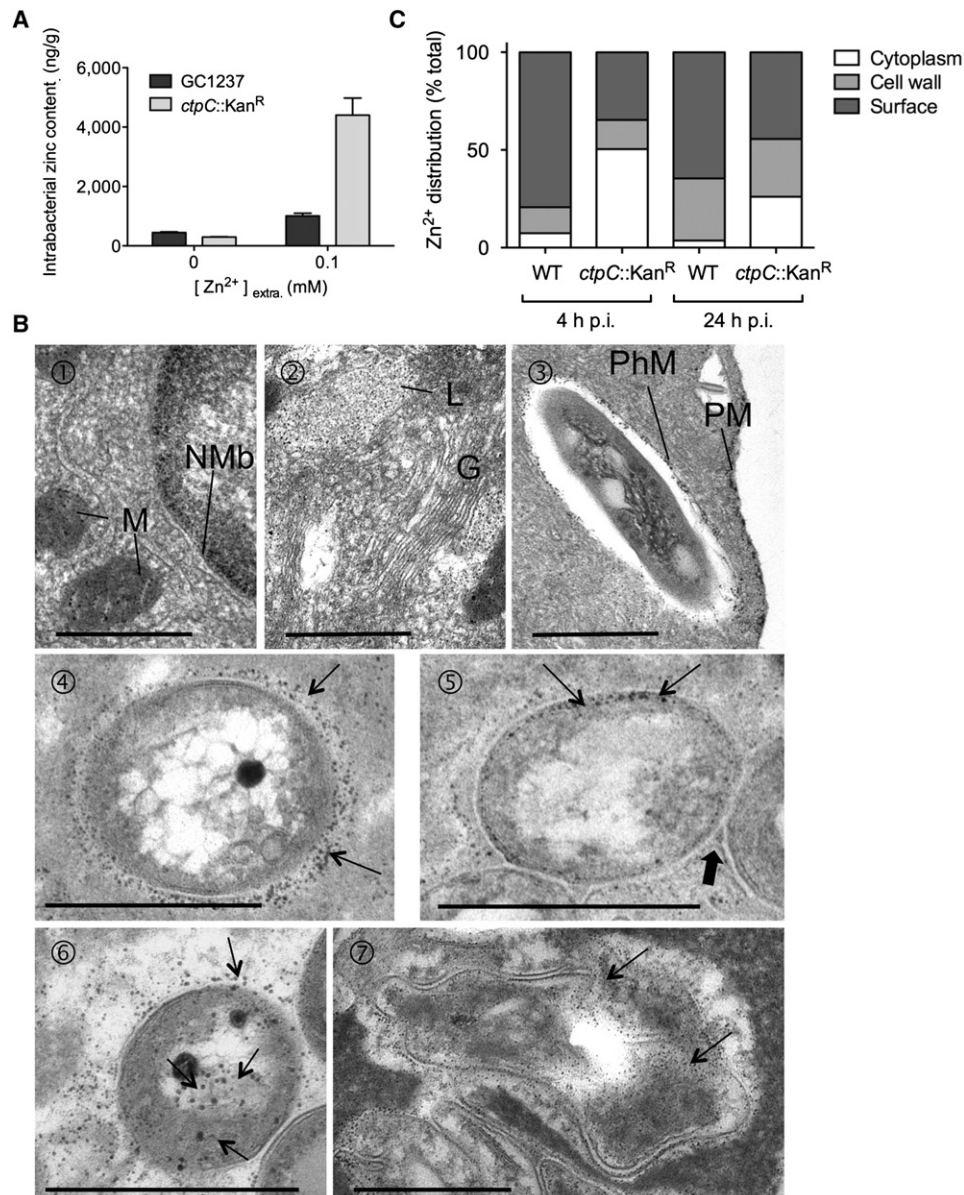 A
Intrabacterial zinc content (ng/g)
6,000
4,000
2,000
0
GC1237
ctpC::Kanᴿ
0
0.1
[ Zn²⁺ ] extra. (mM)
C
Zn²⁺ distribution (% total)
100
50
0
Cytoplasm
Cell wall
Surface
WT
ctpC::Kanᴿ
WT
ctpC::Kanᴿ
4 h p.i.
24 h p.i.
B
①
NMb
M
②
L
G
③
PhM
PM
④
⑤
⑥
⑦